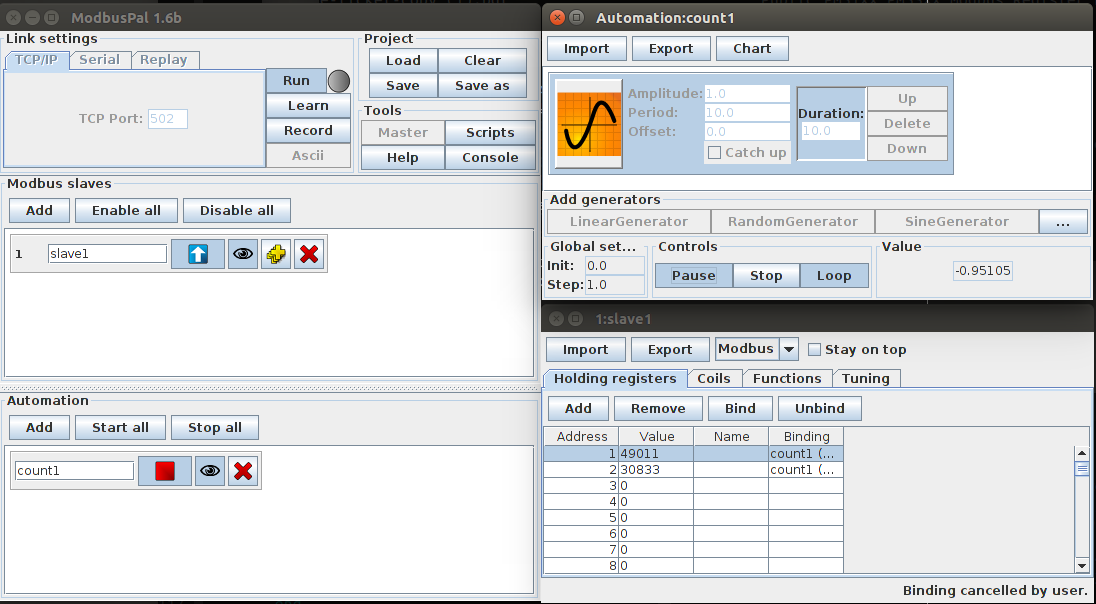 ModbusPal 1.6b
Link settings
TCP/IP Serial Replay
TCP Port: 502
Run
Learn
Record
Ascii
Project
Load Clear
Save Save as
Tools
Master Scripts
Help Console
Modbus slaves
Add Enable all Disable all
1 slave1
Automation
Add Start all Stop all
count1
Automation:count1
Import Export Chart
Amplitude: 1.0
Period: 10.0
Offset: 0.0
Catch up
Duration:
10.0
Up
Delete
Down
Add generators
LinearGenerator RandomGenerator SineGenerator ...
Global set...
Init: 0.0
Step: 1.0
Controls
Pause Stop Loop
Value
-0.95105
1:slave1
Import Export Modbus Stay on top
Holding registers Coils Functions Tuning
Add Remove Bind Unbind
Address Value Name Binding
1 49011 count1 (...
2 30833 count1 (...
3 0
4 0
5 0
6 0
7 0
8 0
Binding cancelled by user.